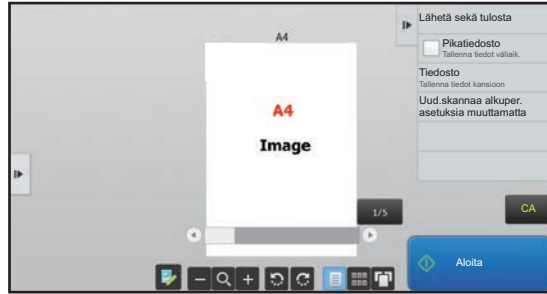 A4
A4
Image
1/5
Lähetä sekä tulosta
Pikatiedosto
Tallenna tiedot väliaik.
Tiedosto
Tallenna tiedot kansioon
Uud.skannaa alkuper.
asetuksia muuttamatta
CA
Aloita